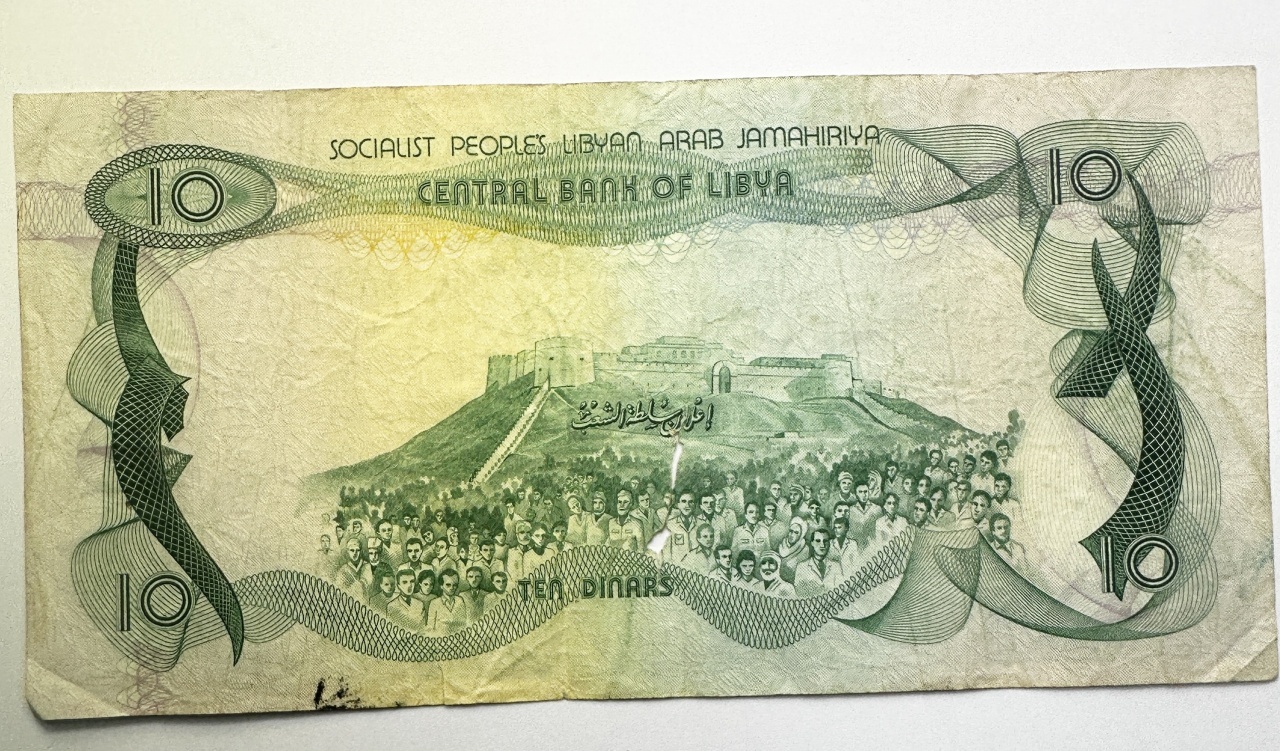 SOCIALIST PEOPLE'S LIBYAN ARAB JAMAHIRIYA
CENTRAL BANK OF LIBYA
10
10
إعلان سلطة الشعب
10
TEN DINARS
10